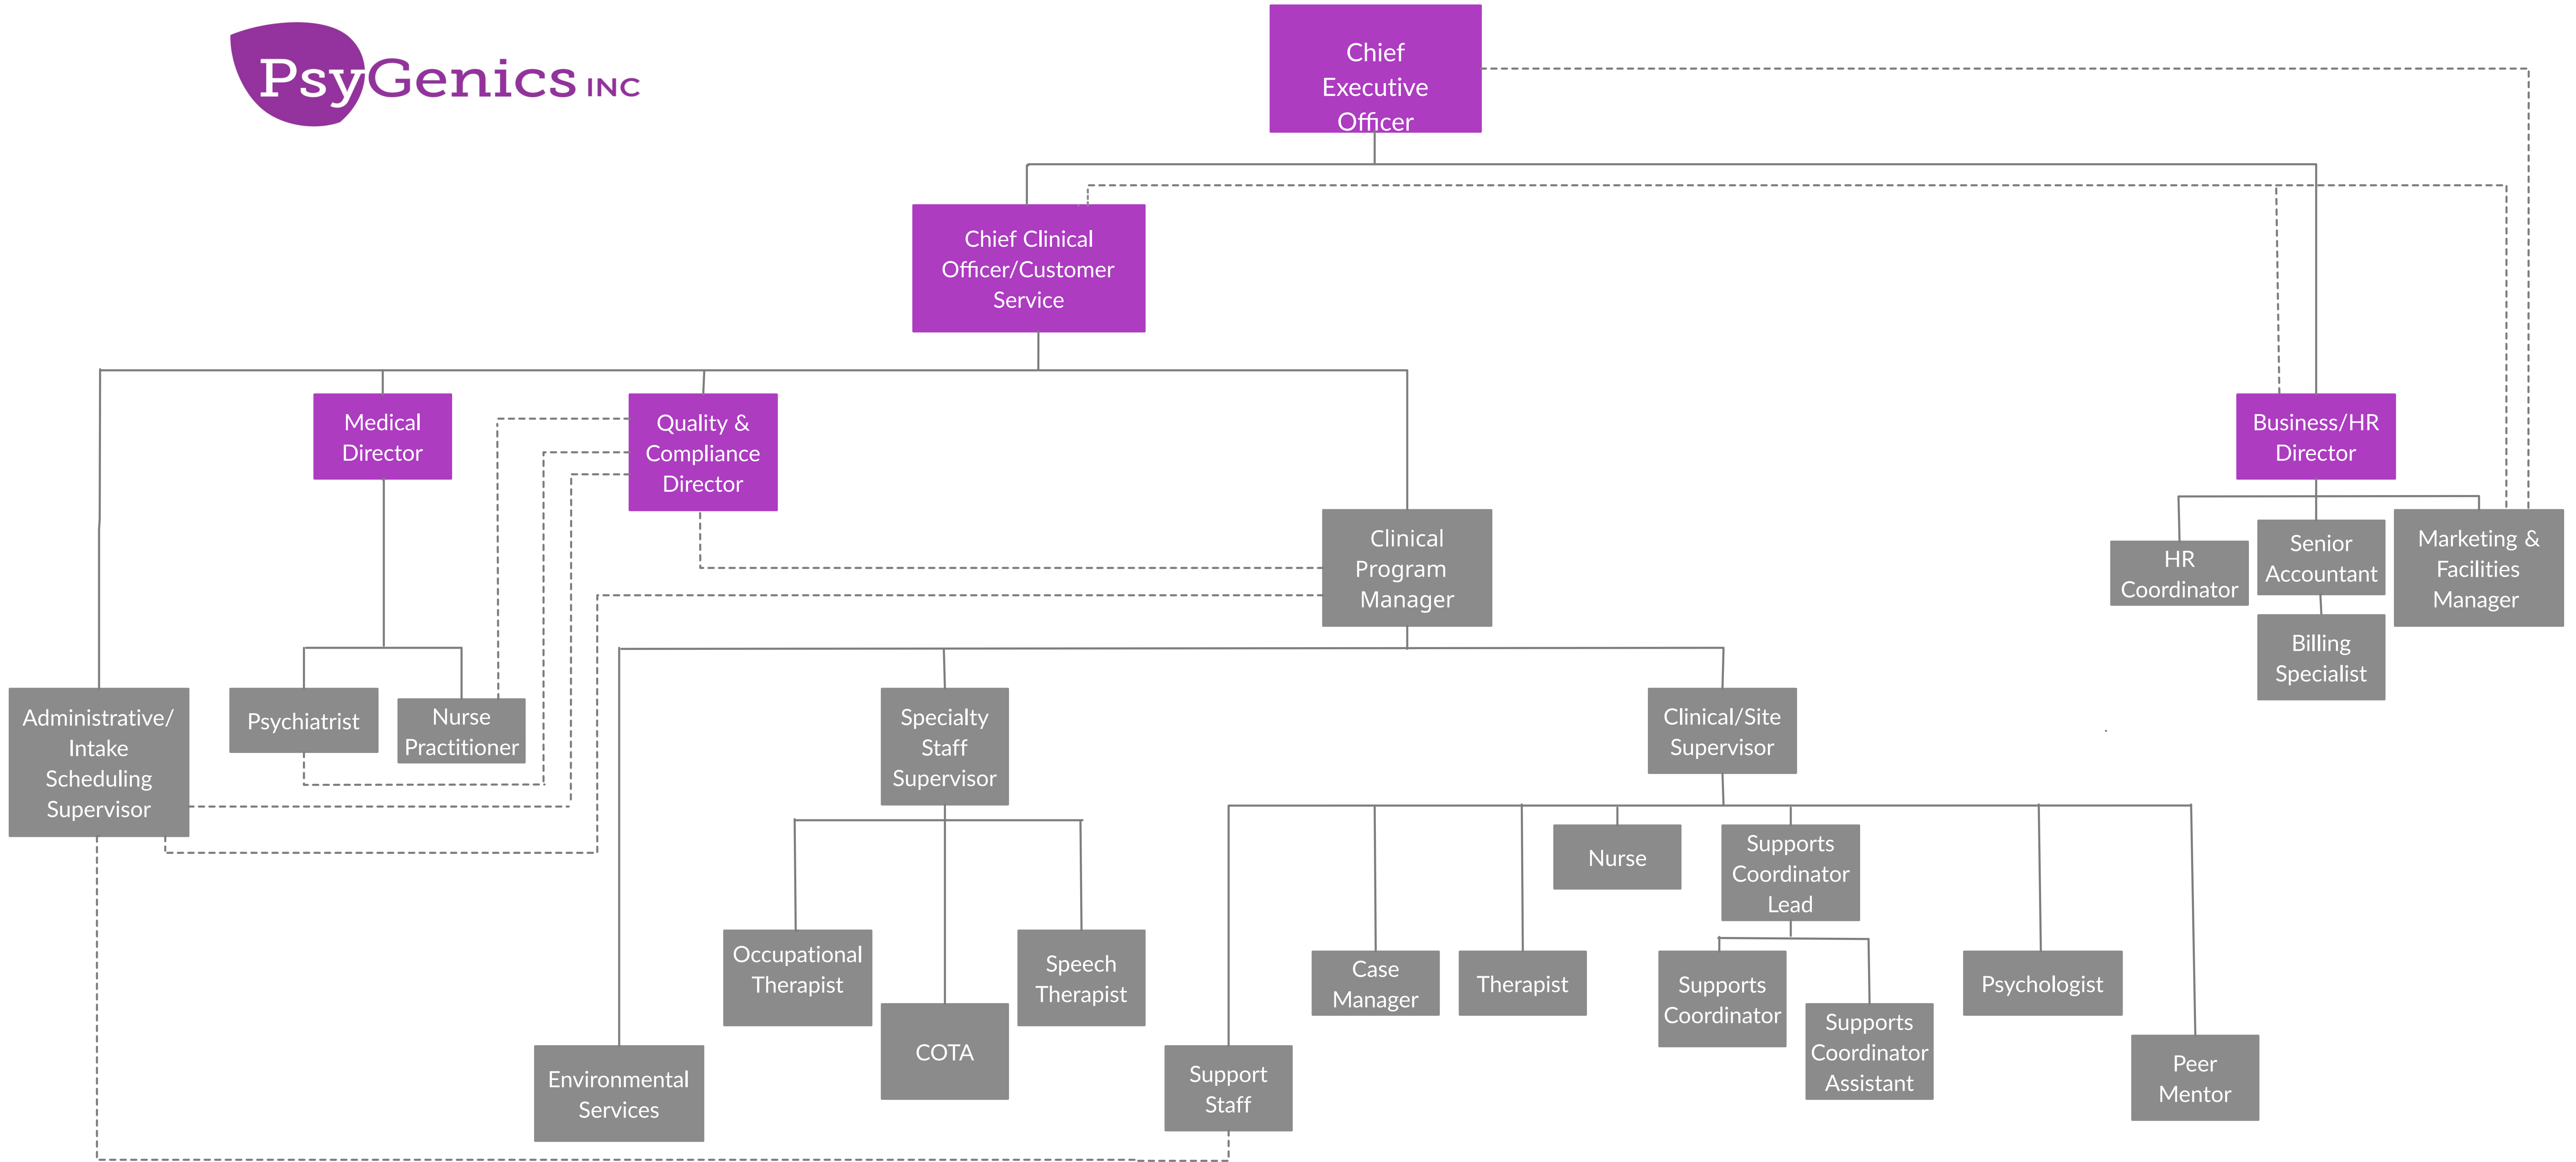 PsyGenics INC
Chief
Executive
Officer
Chief Clinical
Officer/Customer
Service
Medical
Director
Quality &
Compliance
Director
Business/HR
Director
Clinical
Program
Manager
HR
Coordinator
Senior
Accountant
Marketing &
Facilities
Manager
Billing
Specialist
Administrative/
Intake
Scheduling
Supervisor
Psychiatrist
Nurse
Practitioner
Specialty
Staff
Supervisor
Clinical/Site
Supervisor
Nurse
Supports
Coordinator
Lead
Occupational
Therapist
Speech
Therapist
COTA
Case
Manager
Therapist
Supports
Coordinator
Supports
Coordinator
Assistant
Psychologist
Environmental
Services
Support
Staff
Peer
Mentor